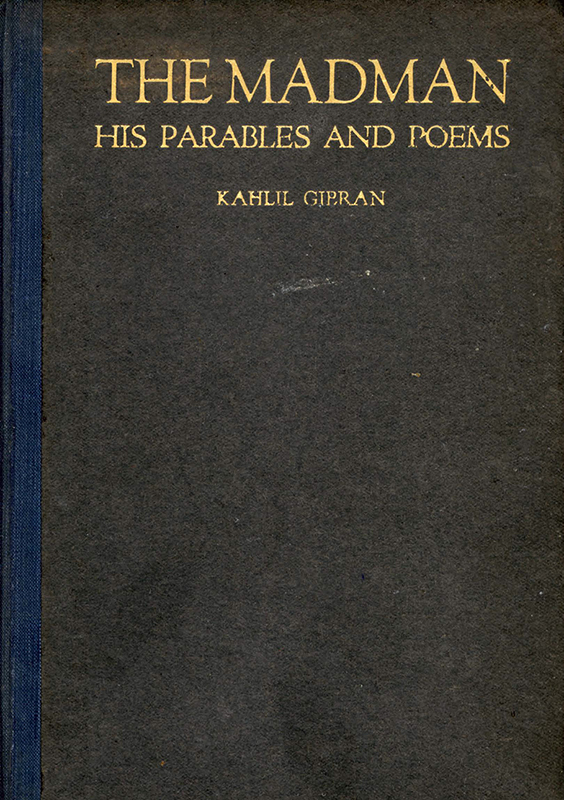 THE MADMAN
HIS PARABLES AND POEMS
KAHLIL GIBRAN